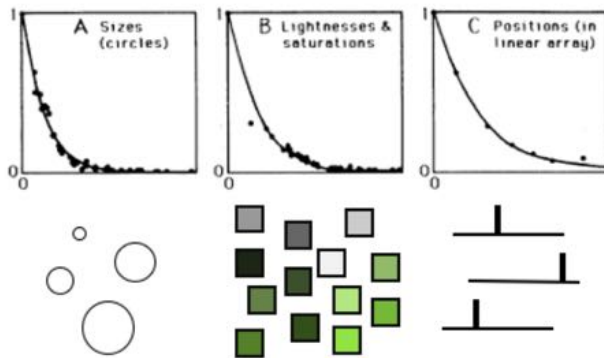 1
A Sizes
(circles)
0
0
1
B Lightnesses &
saturations
0
0
1
C Positions (in
linear array)
0
0